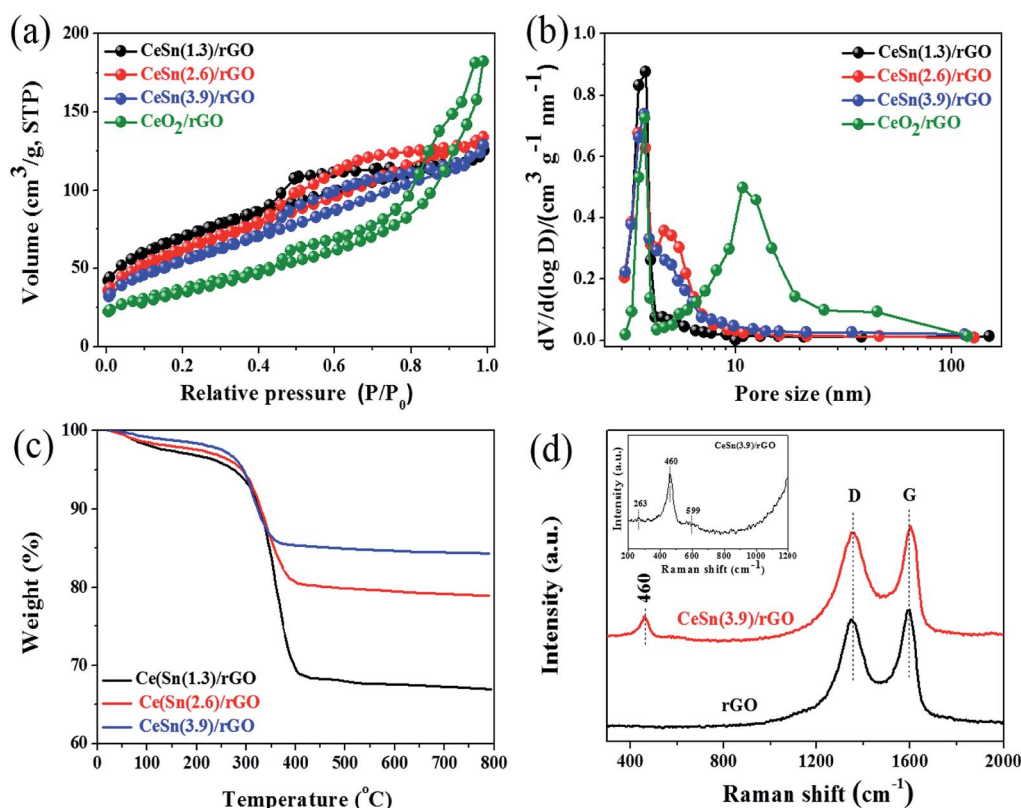 (a)
CeSn(1.3)/rGO
CeSn(2.6)/rGO
CeSn(3.9)/rGO
CeO2/rGO
Volume (cm3/g, STP)
200
150
100
50
0
0.0 0.2 0.4 0.6 0.8 1.0
Relative pressure (P/P0)
(b)
CeSn(1.3)/rGO
CeSn(2.6)/rGO
CeSn(3.9)/rGO
CeO2/rGO
dV/d(log D)/(cm3 g-1 nm-1)
1.0
0.8
0.6
0.4
0.2
0.0
10 100
Pore size (nm)
(c)
Weight (%)
100
90
80
70
60
Ce(Sn(1.3)/rGO
Ce(Sn(2.6)/rGO
CeSn(3.9)/rGO
0 100 200 300 400 500 600 700 800
Temperature (oC)
(d)
CeSn(3.9)/rGO
Intensity (a.u.)
263
460
599
200 400 600 800 1000 1200
Raman shift (cm-1)
D G
460
CeSn(3.9)/rGO
rGO
Intensity (a.u.)
400 800 1200 1600 2000
Raman shift (cm-1)